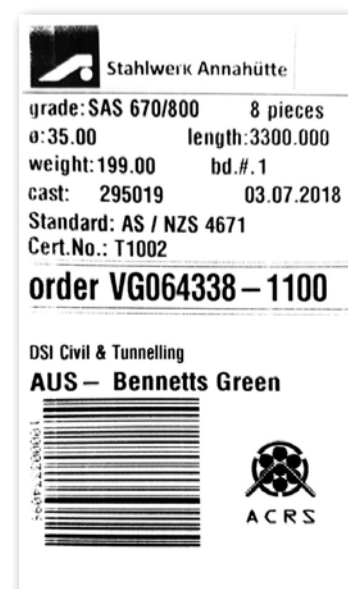 Stahlwerk Annahütte
grade: SAS 670/800 8 pieces
ø:35.00 length:3300.000
weight:199.00 bd.#.1
cast: 295019 03.07.2018
Standard: AS / NZS 4671
Cert.No.: T1002
order VG064338 – 1100
DSI Civil & Tunnelling
AUS – Bennetts Green
ACRS